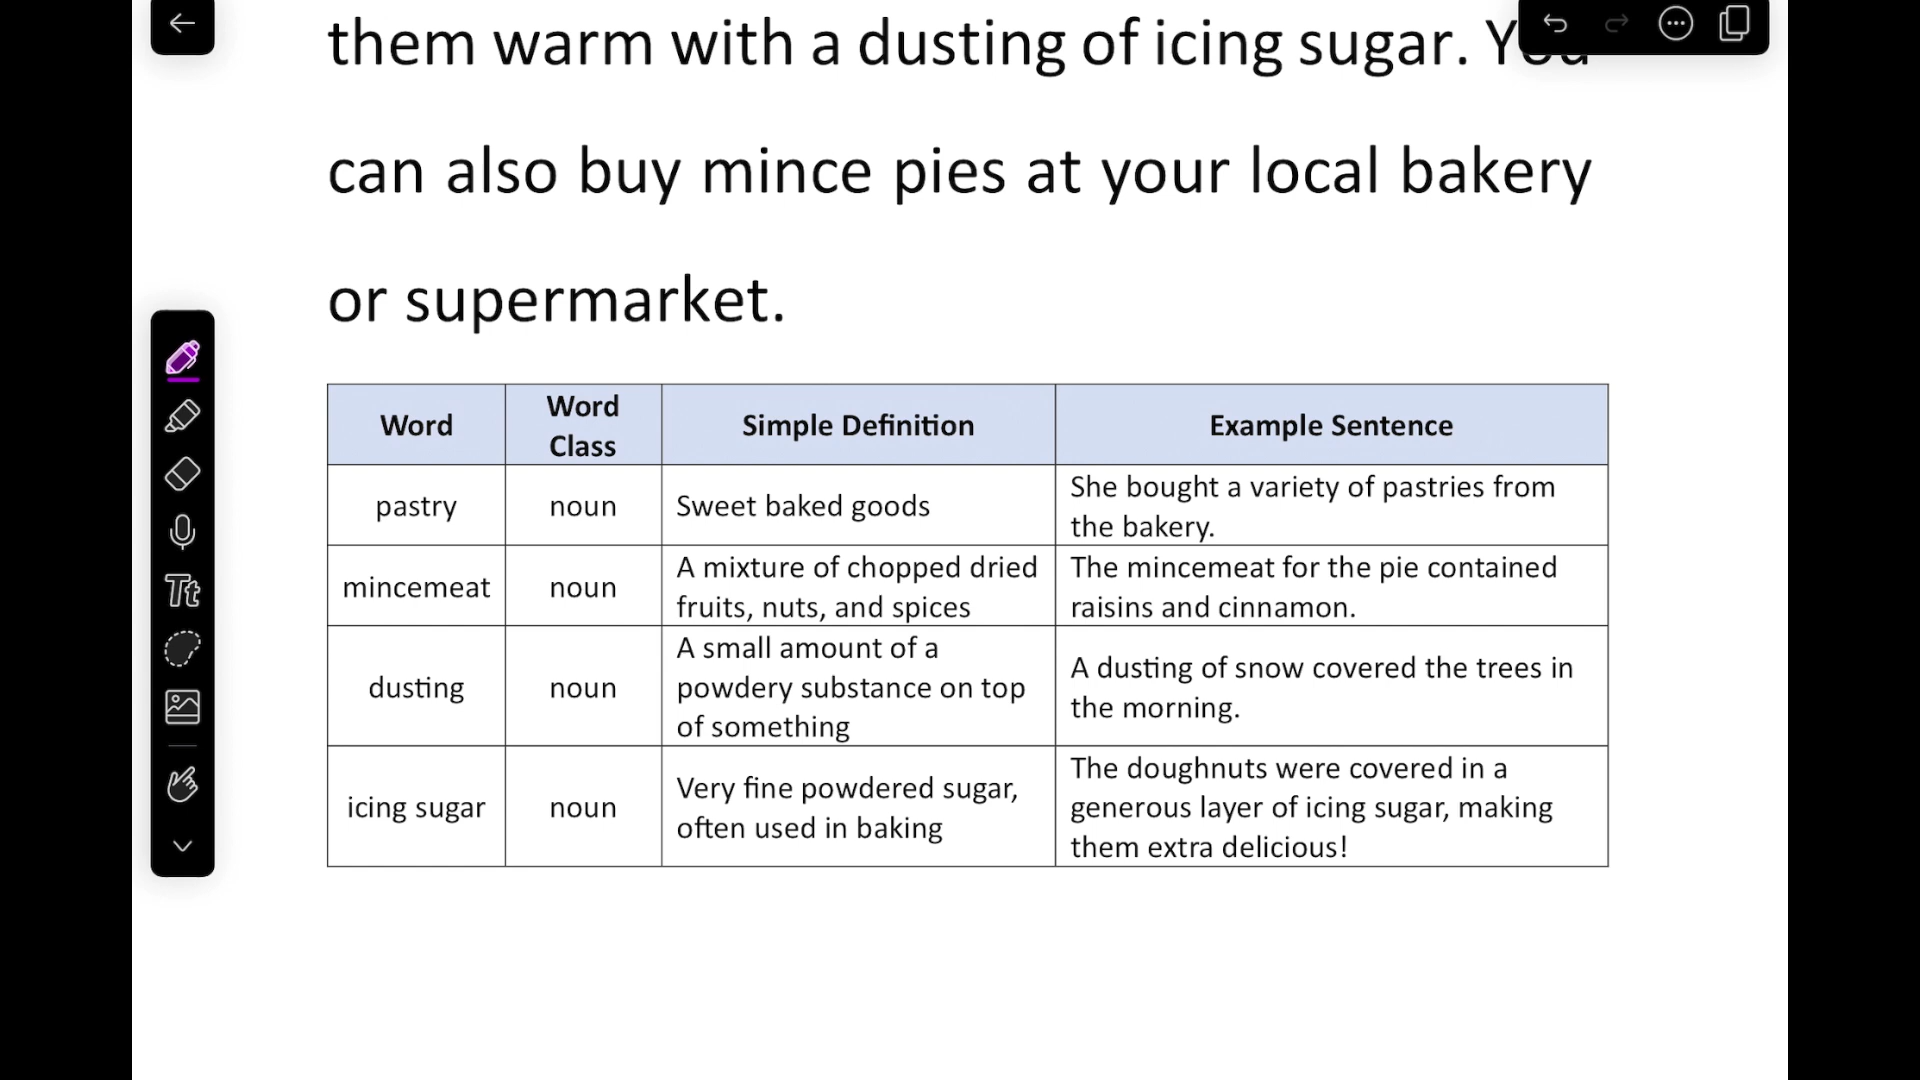 them warm with a dusting of icing sugar. You
can also buy mince pies at your local bakery
or supermarket.
Word
Word
Class
Simple Definition
Example Sentence
pastry
noun
Sweet baked goods
She bought a variety of pastries from
the bakery.
mincemeat
noun
A mixture of chopped dried
fruits, nuts, and spices
The mincemeat for the pie contained
raisins and cinnamon.
dusting
noun
A small amount of a
powdery substance on top
of something
A dusting of snow covered the trees in
the morning.
icing sugar
noun
Very fine powdered sugar,
often used in baking
The doughnuts were covered in a
generous layer of icing sugar, making
them extra delicious!
Tt